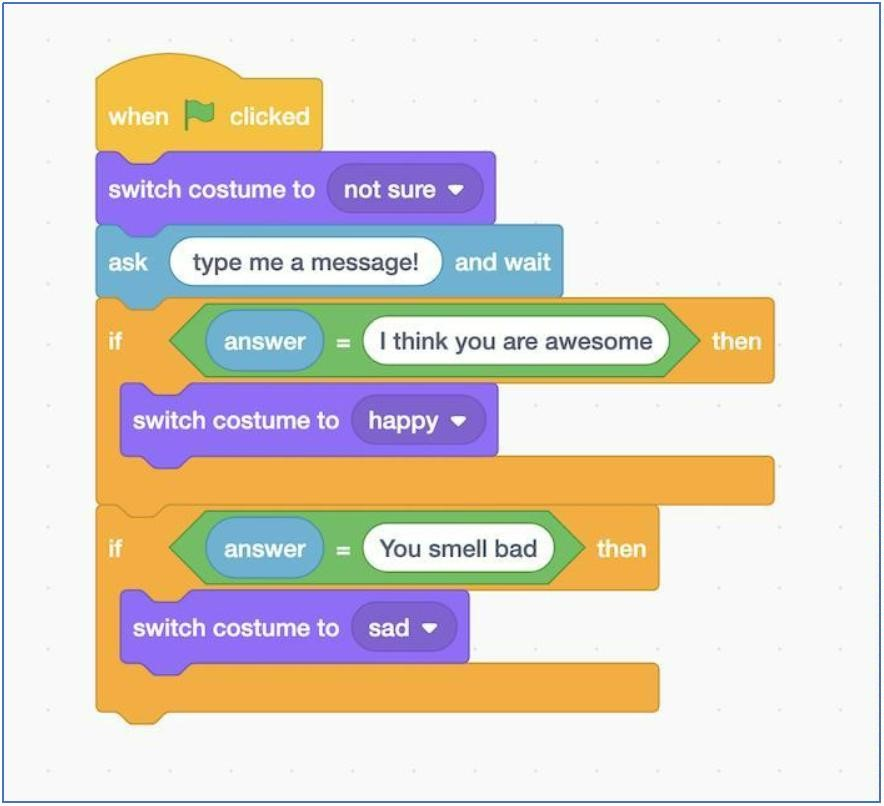 when clicked
switch costume to not sure
ask type me a message! and wait
if answer = I think you are awesome then
switch costume to happy
if answer = You smell bad then
switch costume to sad